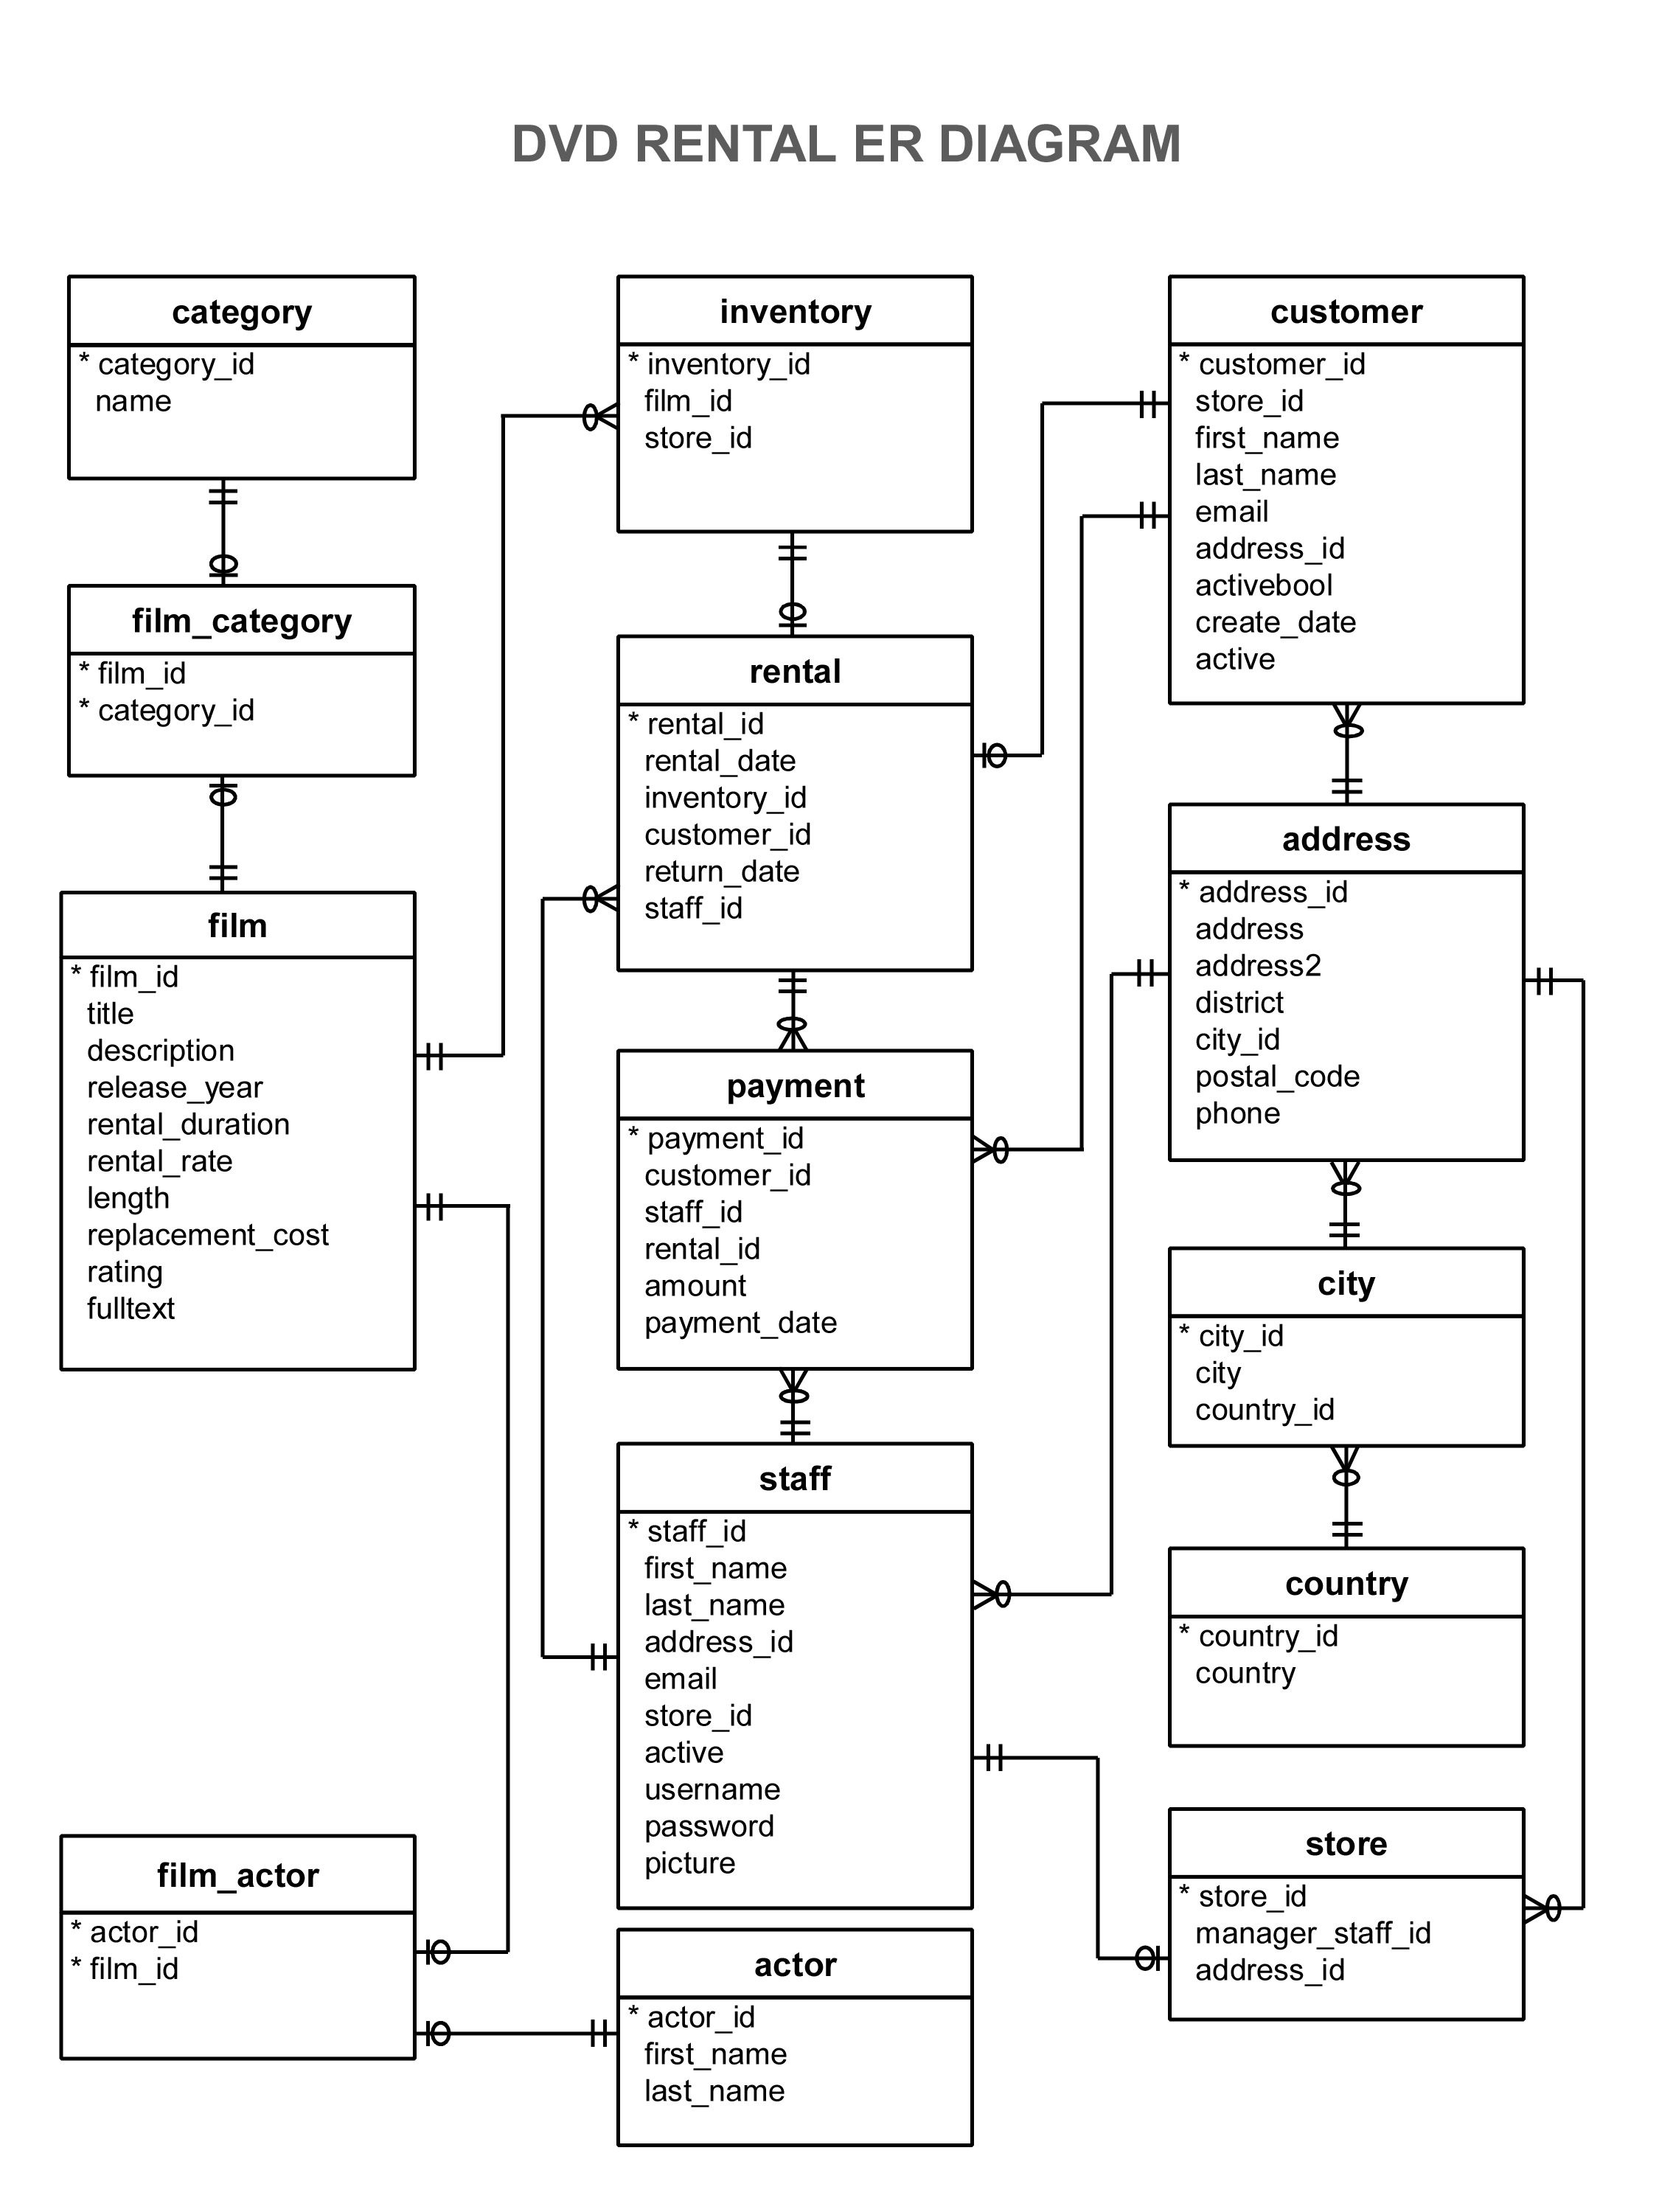 DVD RENTAL ER DIAGRAM
category
* category_id
name
film_category
* film_id
* category_id
film
* film_id
title
description
release_year
rental_duration
rental_rate
length
replacement_cost
rating
fulltext
film_actor
* actor_id
* film_id
inventory
* inventory_id
film_id
store_id
rental
* rental_id
rental_date
inventory_id
customer_id
return_date
staff_id
payment
* payment_id
customer_id
staff_id
rental_id
amount
payment_date
staff
* staff_id
first_name
last_name
address_id
email
store_id
active
username
password
picture
actor
* actor_id
first_name
last_name
customer
* customer_id
store_id
first_name
last_name
email
address_id
activebool
create_date
active
address
* address_id
address
address2
district
city_id
postal_code
phone
city
* city_id
city
country_id
country
* country_id
country
store
* store_id
manager_staff_id
address_id